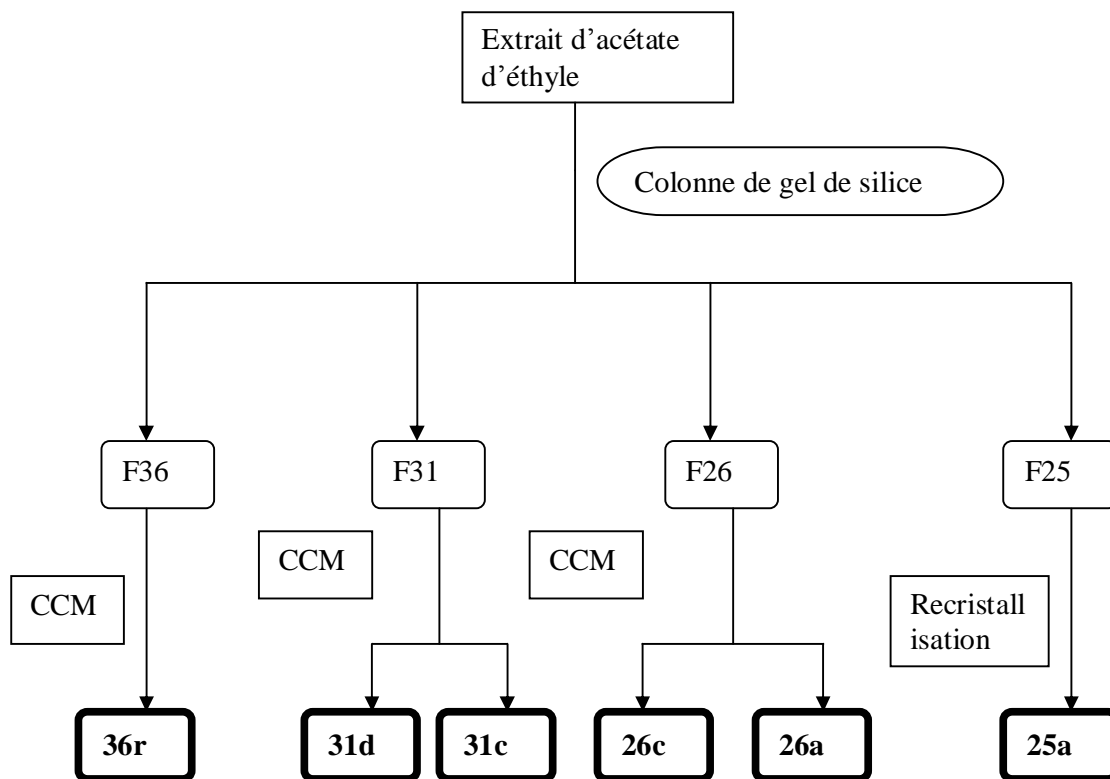 Extrait d'acétate
d'éthyle
Colonne de gel de silice
F36
F31
F26
F25
CCM
CCM
CCM
Recristall
isation
36r
31d
31c
26c
26a
25a